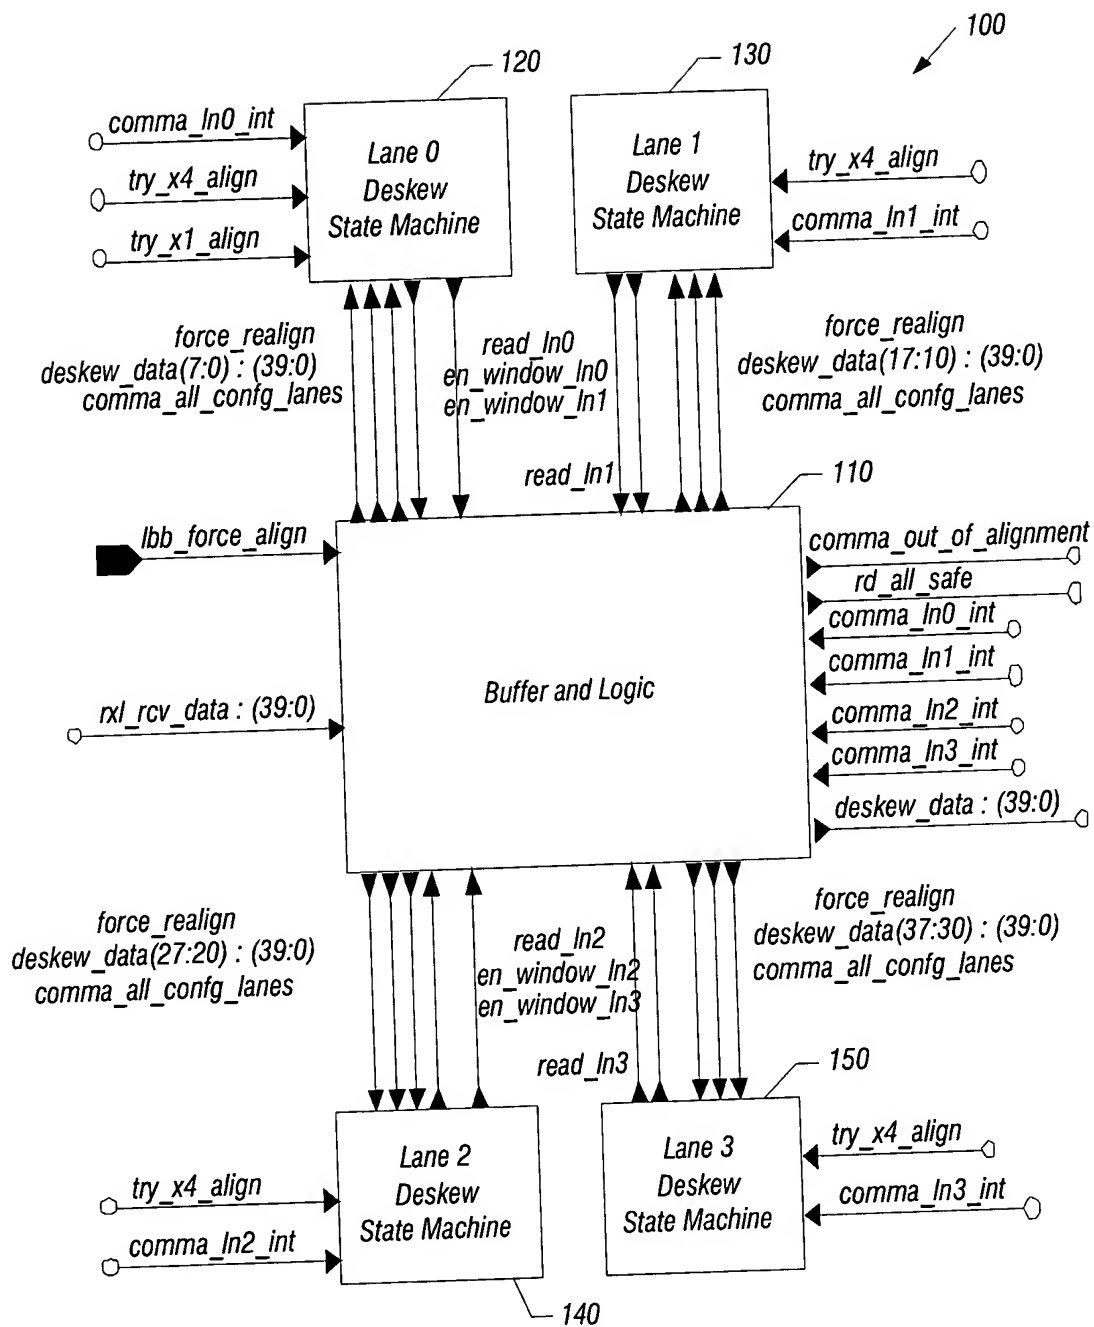 100
120
130
comma_ln0_int
try_x4_align
try_x1_align
Lane 0
Deskew
State Machine
Lane 1
Deskew
State Machine
try_x4_align
comma_ln1_int
force_realign
deskew_data(7:0) : (39:0)
comma_all_confg_lanes
read_ln0
en_window_ln0
en_window_ln1
read_ln1
force_realign
deskew_data(17:10) : (39:0)
comma_all_confg_lanes
110
lbb_force_align
rxl_rcv_data : (39:0)
Buffer and Logic
comma_out_of_alignment
rd_all_safe
comma_ln0_int
comma_ln1_int
comma_ln2_int
comma_ln3_int
deskew_data : (39:0)
force_realign
deskew_data(27:20) : (39:0)
comma_all_confg_lanes
read_ln2
en_window_ln2
en_window_ln3
read_ln3
force_realign
deskew_data(37:30) : (39:0)
comma_all_confg_lanes
150
try_x4_align
comma_ln2_int
Lane 2
Deskew
State Machine
Lane 3
Deskew
State Machine
try_x4_align
comma_ln3_int
140